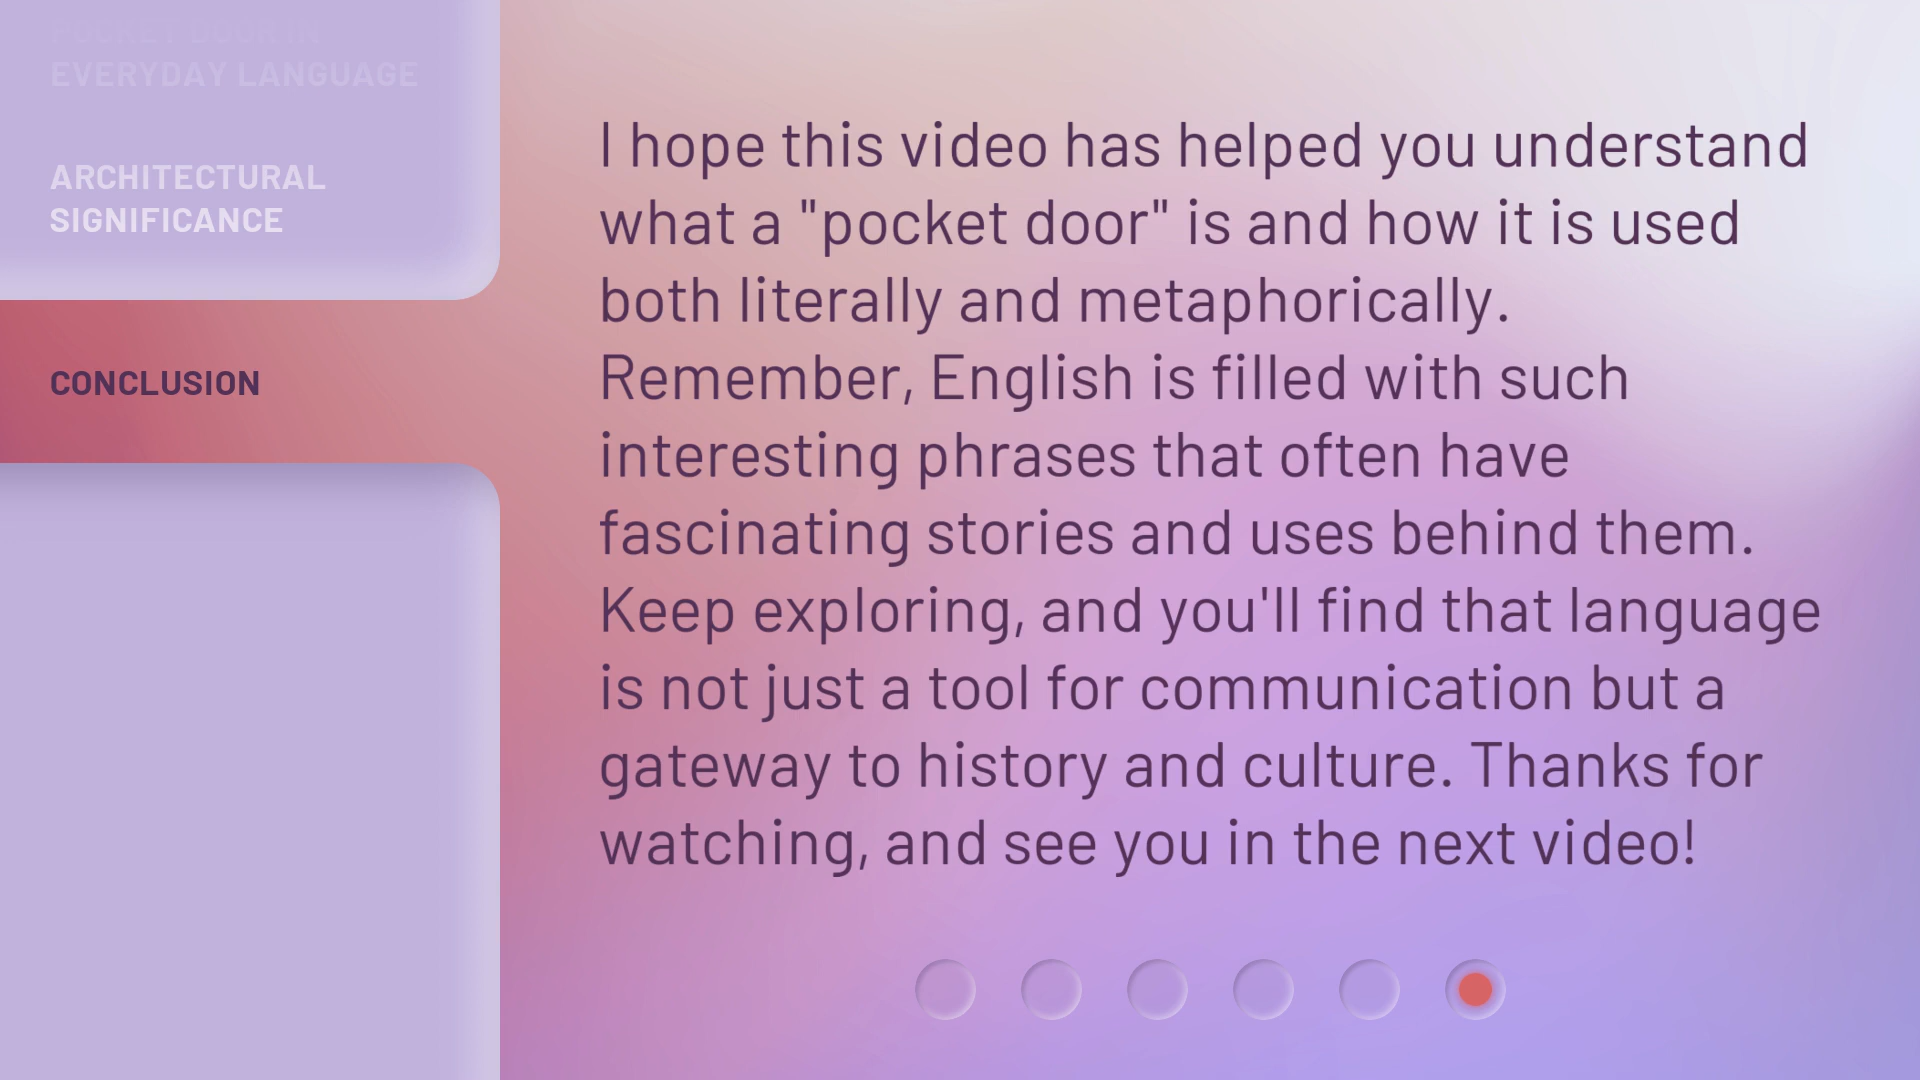 POCKET DOOR IN
EVERYDAY LANGUAGE
ARCHITECTURAL
SIGNIFICANCE
CONCLUSION
I hope this video has helped you understand
what a "pocket door" is and how it is used
both literally and metaphorically.
Remember, English is filled with such
interesting phrases that often have
fascinating stories and uses behind them.
Keep exploring, and you'll find that language
is not just a tool for communication but a
gateway to history and culture. Thanks for
watching, and see you in the next video!